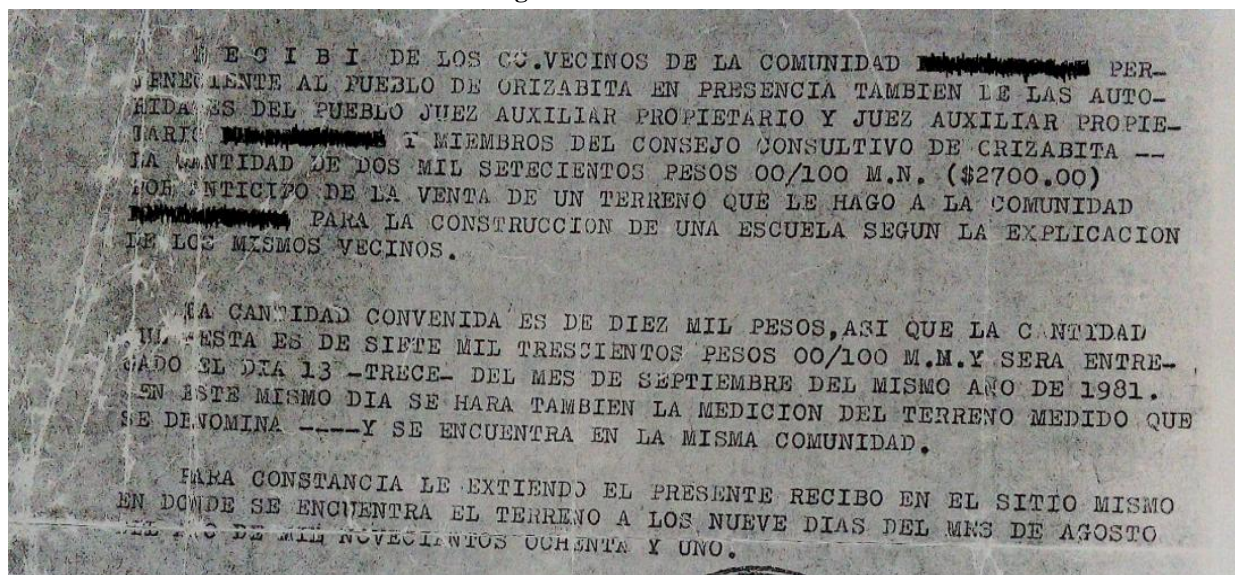 R E C I B I DE LOS CC.VECINOS DE LA COMUNIDAD PER-
TENECIENTE AL PUEBLO DE ORIZABITA EN PRESENCIA TAMBIEN DE LAS AUTO-
RIDADES DEL PUEBLO JUEZ AUXILIAR PROPIETARIO Y JUEZ AUXILIAR PROPIE-
TARIO Y MIEMBROS DEL CONSEJO CONSULTIVO DE ORIZABITA --
LA CANTIDAD DE DOS MIL SETECIENTOS PESOS 00/100 M.N. ($2700.00)
POR ANTICIPO DE LA VENTA DE UN TERRENO QUE LE HAGO A LA COMUNIDAD
PARA LA CONSTRUCCION DE UNA ESCUELA SEGUN LA EXPLICACION
DE LOS MISMOS VECINOS.
LA CANTIDAD CONVENIDA ES DE DIEZ MIL PESOS,ASI QUE LA CANTIDAD
ESTA ES DE SIETE MIL TRESCIENTOS PESOS 00/100 M.M.Y SERA ENTRE-
GADO EL DIA 13 -TRECE- DEL MES DE SEPTIEMBRE DEL MISMO AÑO DE 1981.
EN ESTE MISMO DIA SE HARA TAMBIEN LA MEDICION DEL TERRENO MEDIDO QUE
SE DENOMINA ----Y SE ENCUENTRA EN LA MISMA COMUNIDAD.
PARA CONSTANCIA LE EXTIENDO EL PRESENTE RECIBO EN EL SITIO MISMO
EN DONDE SE ENCUENTRA EL TERRENO A LOS NUEVE DIAS DEL MES DE AGOSTO
DEL AÑO DE MIL NOVECIENTOS OCHENTA Y UNO.